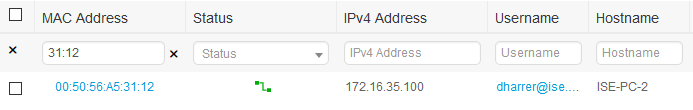 MAC Address Status IPv4 Address Username Hostname
× 31:12 × Status IPv4 Address Username Hostname
00:50:56:A5:31:12 172.16.35.100 dharrer@ise.... ISE-PC-2